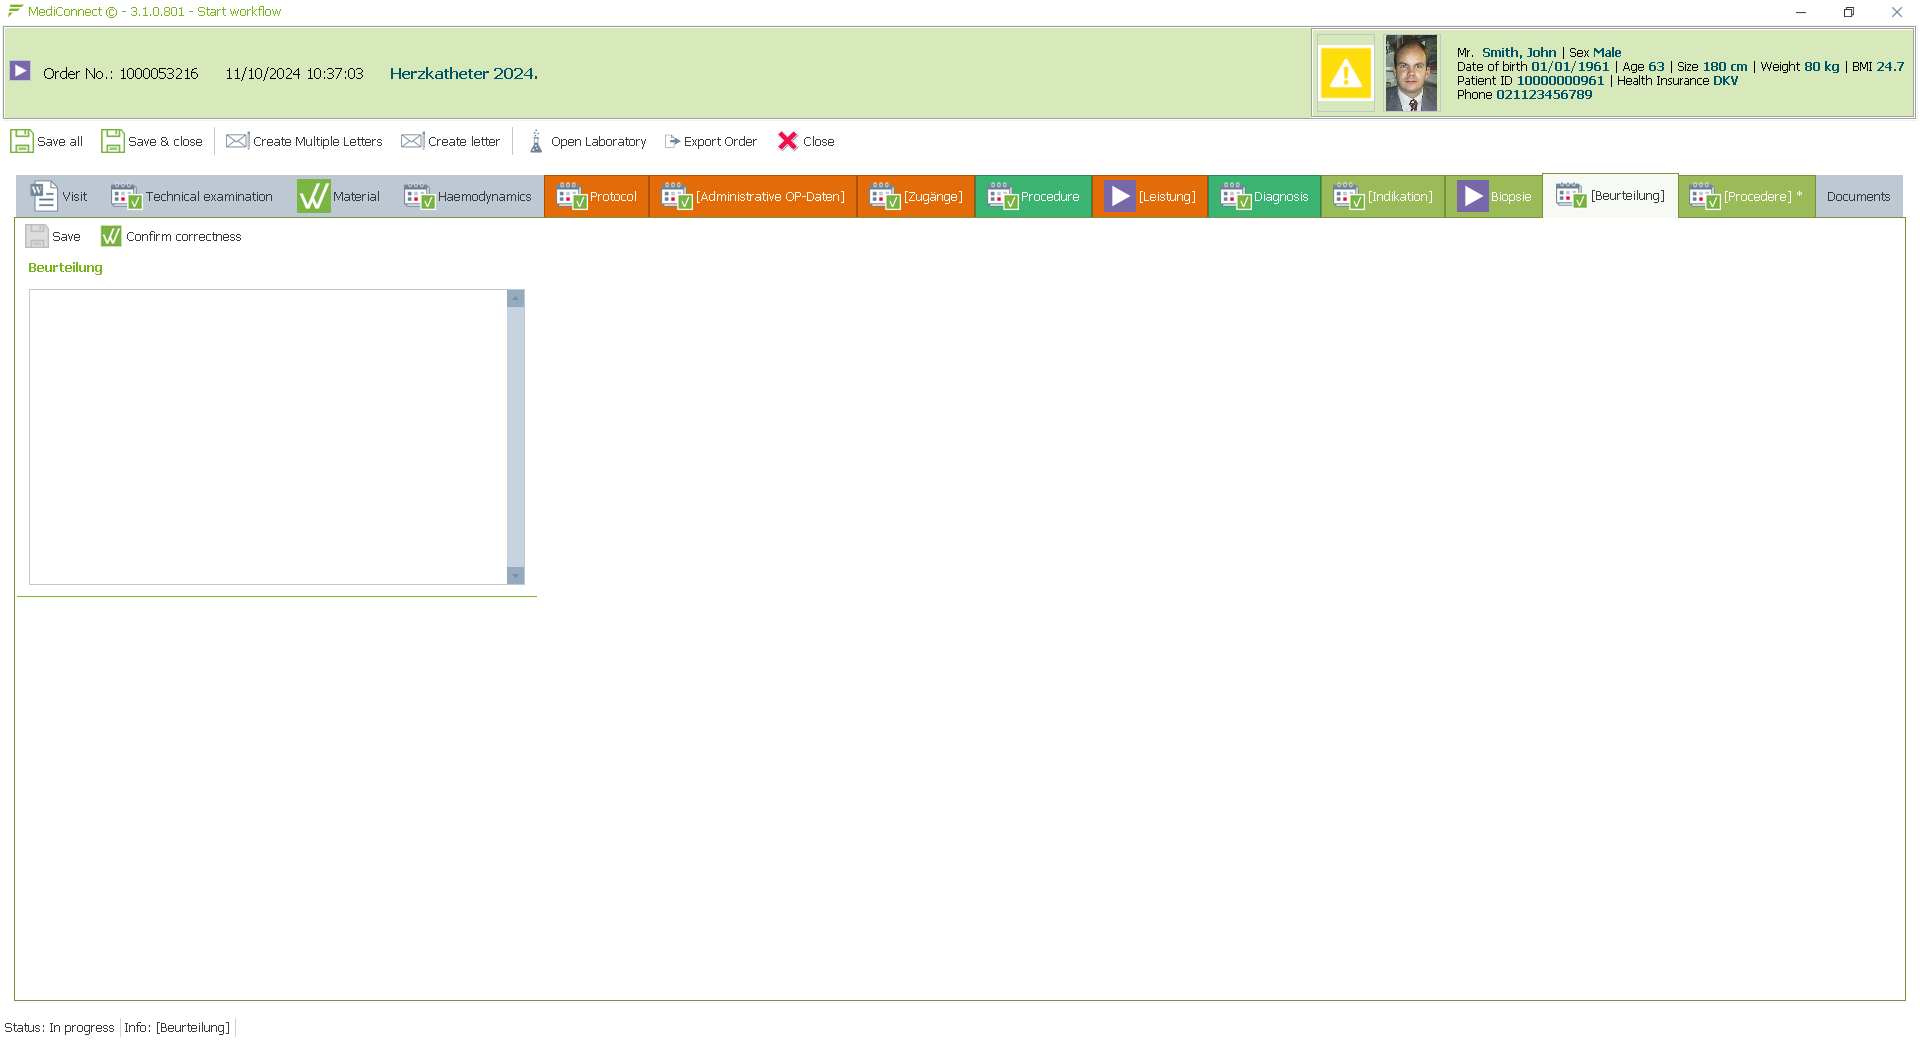 MediConnect © - 3.1.0.801 - Start workflow
Order No.: 1000053216 11/10/2024 10:37:03 Herzkatheter 2024.
Mr. Smith, John | Sex Male
Date of birth 01/01/1961 | Age 63 | Size 180 cm | Weight 80 kg | BMI 24.7
Patient ID 10000000961 | Health Insurance DKV
Phone 021123456789
Save all Save & close Create Multiple Letters Create letter Open Laboratory Export Order Close
Visit Technical examination Material Haemodynamics Protocol [Administrative OP-Daten] [Zugänge] Procedure [Leistung] Diagnosis [Indikation] Biopsie [Beurteilung] [Procedere] * Documents
Save Confirm correctness
Beurteilung
Status: In progress Info: [Beurteilung]